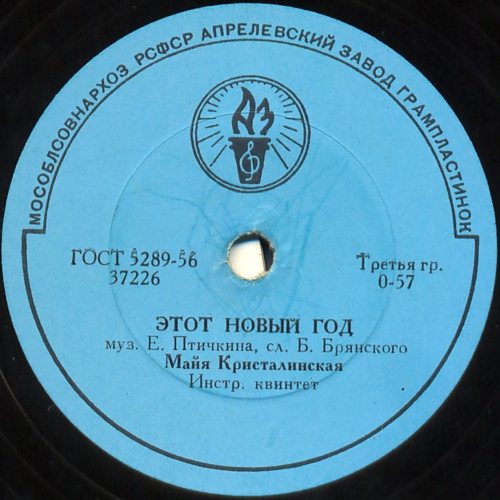 МОСОБЛСОВНАРХОЗ РСФСР АПРЕЛЕВСКИЙ ЗАВОД ГРАМПЛАСТИНОК
АЗ
ГОСТ 5289-56
37226
Третья гр.
0-57
ЭТОТ НОВЫЙ ГОД
муз. Е. Птичкина, сл. Б. Брянского
Майя Кристалинская
Инстр. квинтет